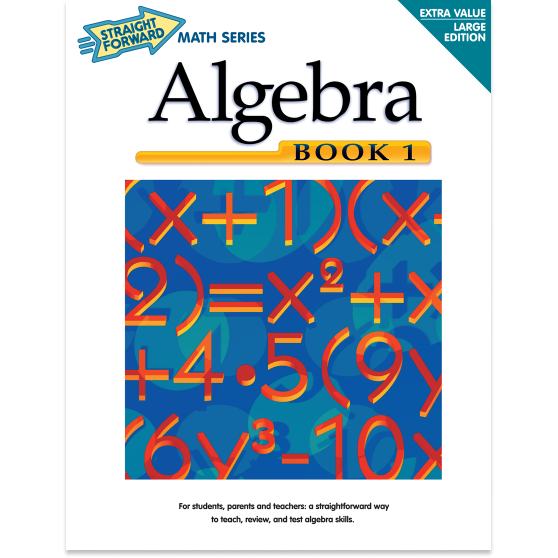 STRAIGHT
FORWARD
MATH SERIES
EXTRA VALUE
LARGE
EDITION
Algebra
BOOK 1
(x+1)(x
2)=x²+x
+4•5(9y
(6y³-10x
For students, parents and teachers: a straightforward way
to teach, review, and test algebra skills.